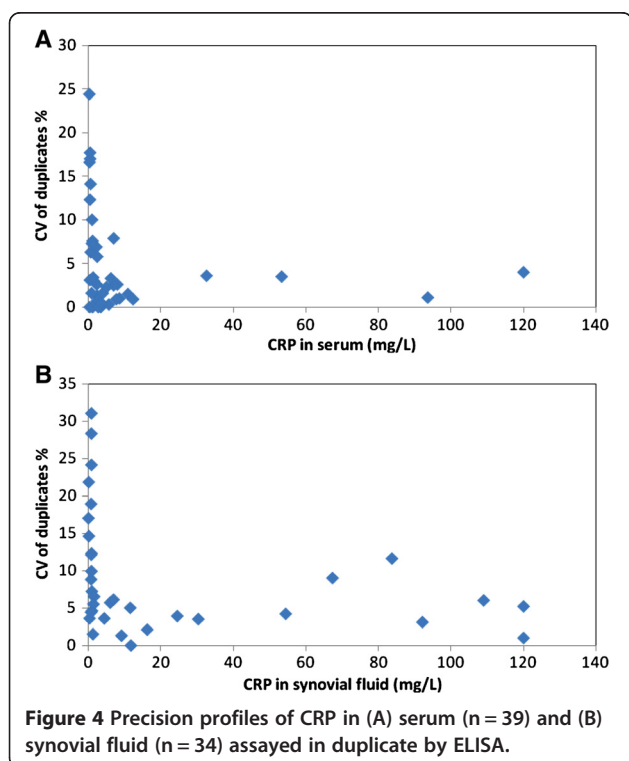 A
30
25
20
15
10
5
0
CV of duplicates %
0 20 40 60 80 100 120 140
CRP in serum (mg/L)
B
35
30
25
20
15
10
5
0
CV of duplicates %
0 20 40 60 80 100 120 140
CRP in synovial fluid (mg/L)
Figure 4 Precision profiles of CRP in (A) serum (n = 39) and (B)
synovial fluid (n = 34) assayed in duplicate by ELISA.